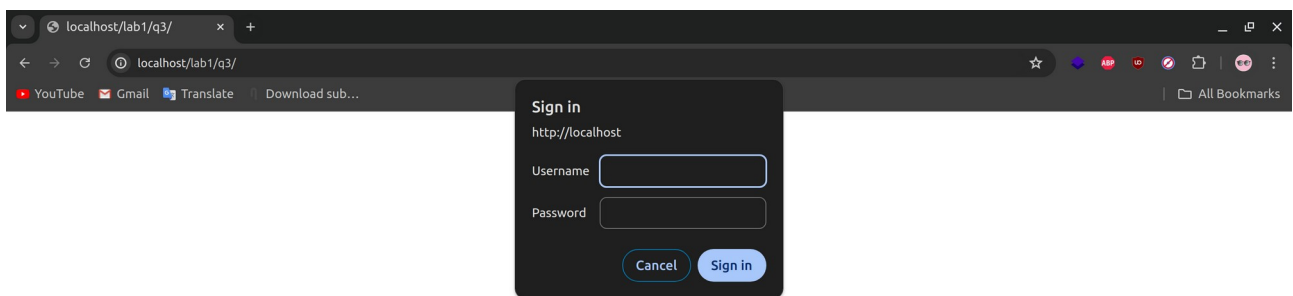 localhost/lab1/q3/
localhost/lab1/q3/
ABP
YouTube Gmail Translate Download sub... All Bookmarks
Sign in
http://localhost
Username
Password
Cancel Sign in